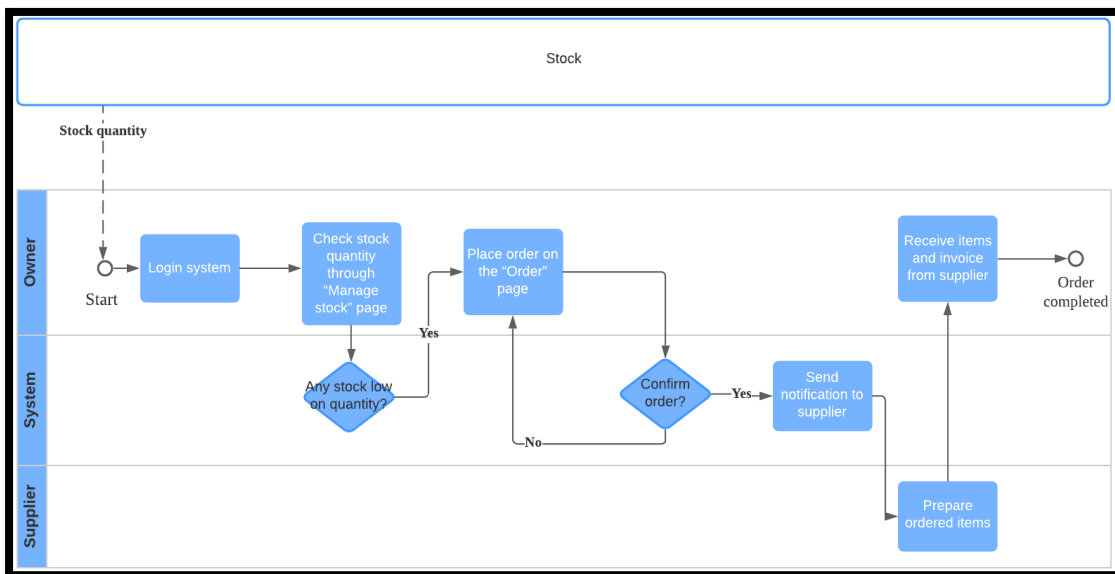 Stock
Stock quantity
Owner
Start
Login system
Check stock
quantity
through
“Manage
stock” page
Place order on
the “Order”
page
Receive items
and invoice
from supplier
Order
completed
Yes
System
Any stock low
on quantity?
Confirm
order?
Yes
Send
notification to
supplier
No
Supplier
Prepare
ordered items